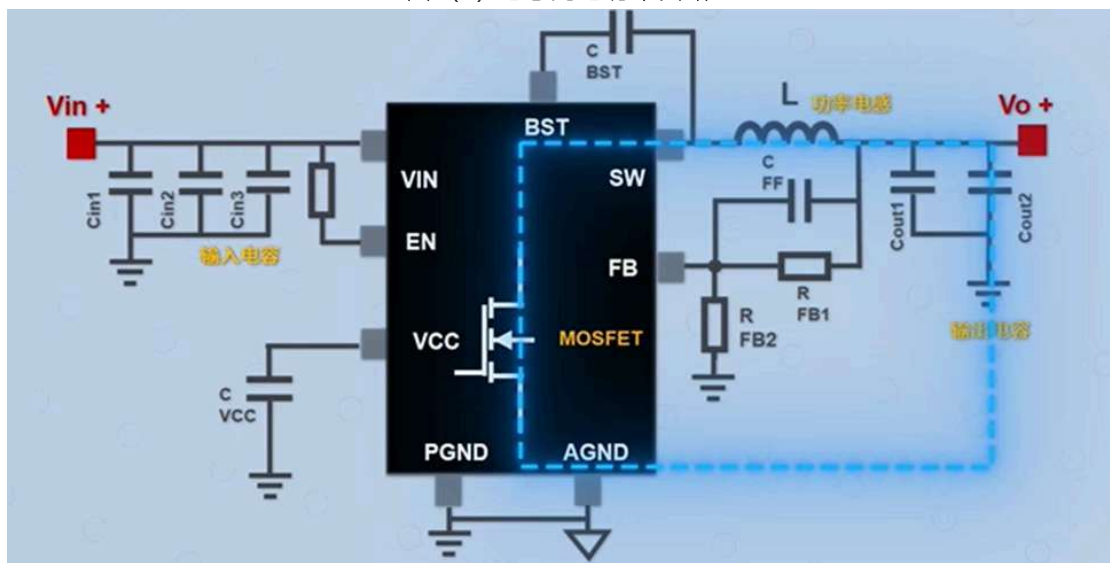 C
BST
Vin +
BST
L
功率电感
Vo +
VIN
SW
C
FF
Cin1
Cin2
Cin3
Cout1
Cout2
输入电容
EN
FB
R
FB1
R
FB2
VCC
MOSFET
输出电容
C
VCC
PGND
AGND